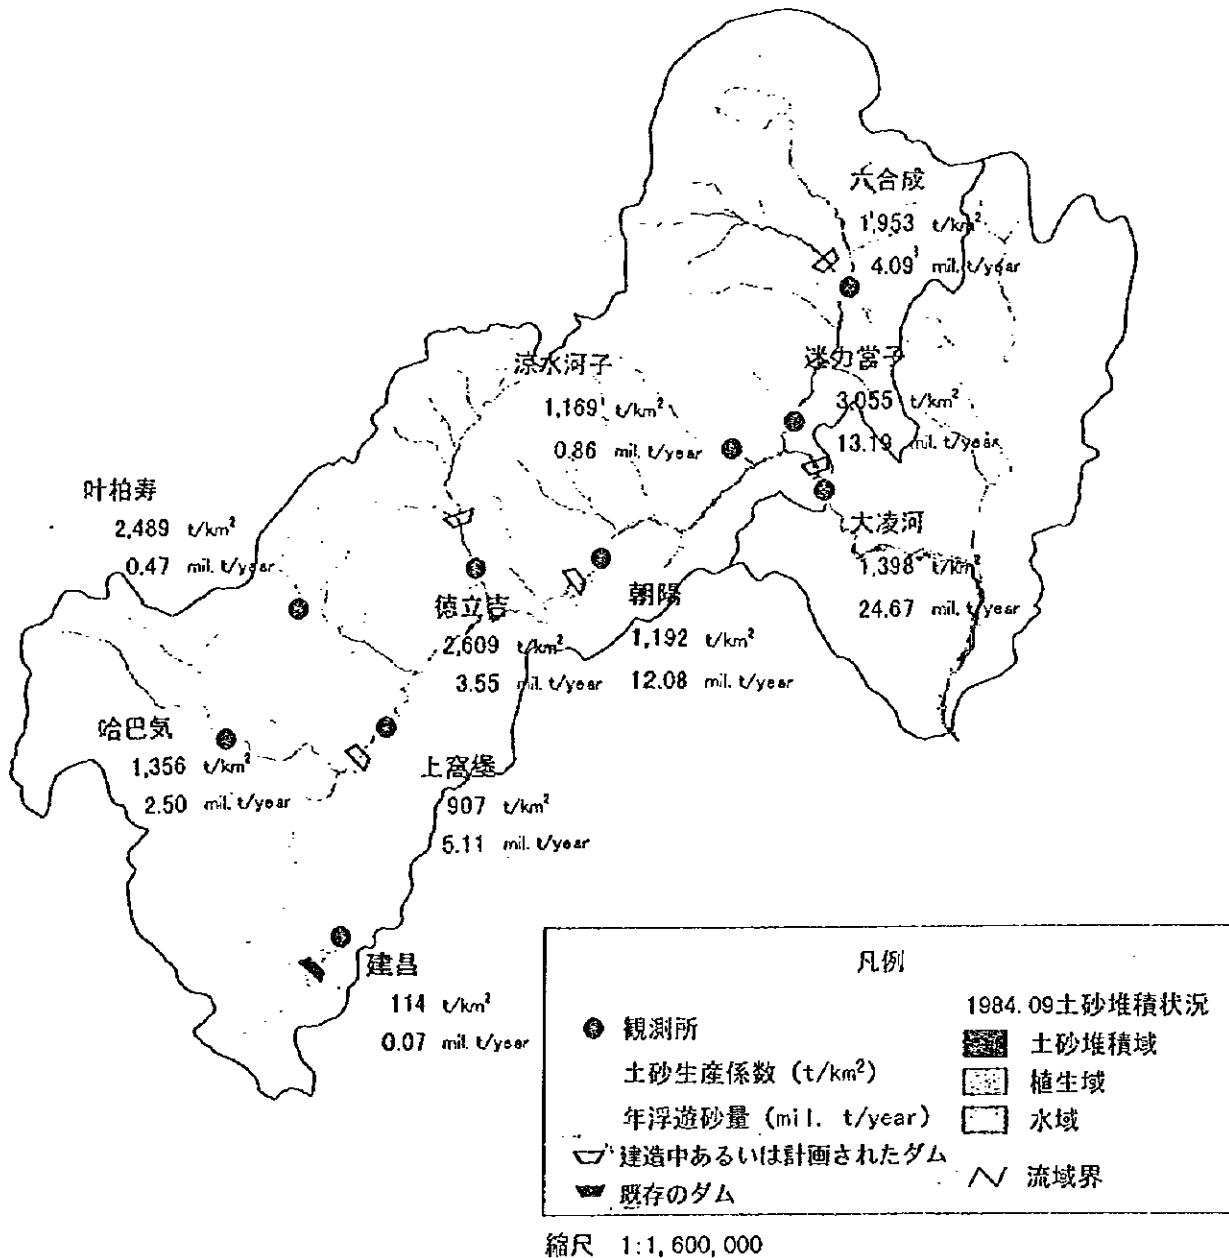 六合成
1,953 t/km²
4.09 mil. t/year
迷力営子
3,055 t/km²
13.19 mil. t/year
涼水河子
1,169 t/km²
0.86 mil. t/year
叶柏寿
2,489 t/km²
0.47 mil. t/year
大凌河
1,398 t/km²
24.67 mil. t/year
徳立吉
2,609 t/km²
3.55 mil. t/year
朝陽
1,192 t/km²
12.08 mil. t/year
哈巴気
1,356 t/km²
2.50 mil. t/year
上窩堡
907 t/km²
5.11 mil. t/year
建昌
114 t/km²
0.07 mil. t/year
凡例
観測所
土砂生産係数 (t/km²)
年浮遊砂量 (mil. t/year)
建造中あるいは計画されたダム
既存のダム
1984.09土砂堆積状況
土砂堆積域
植生域
水域
流域界
縮尺 1:1,600,000